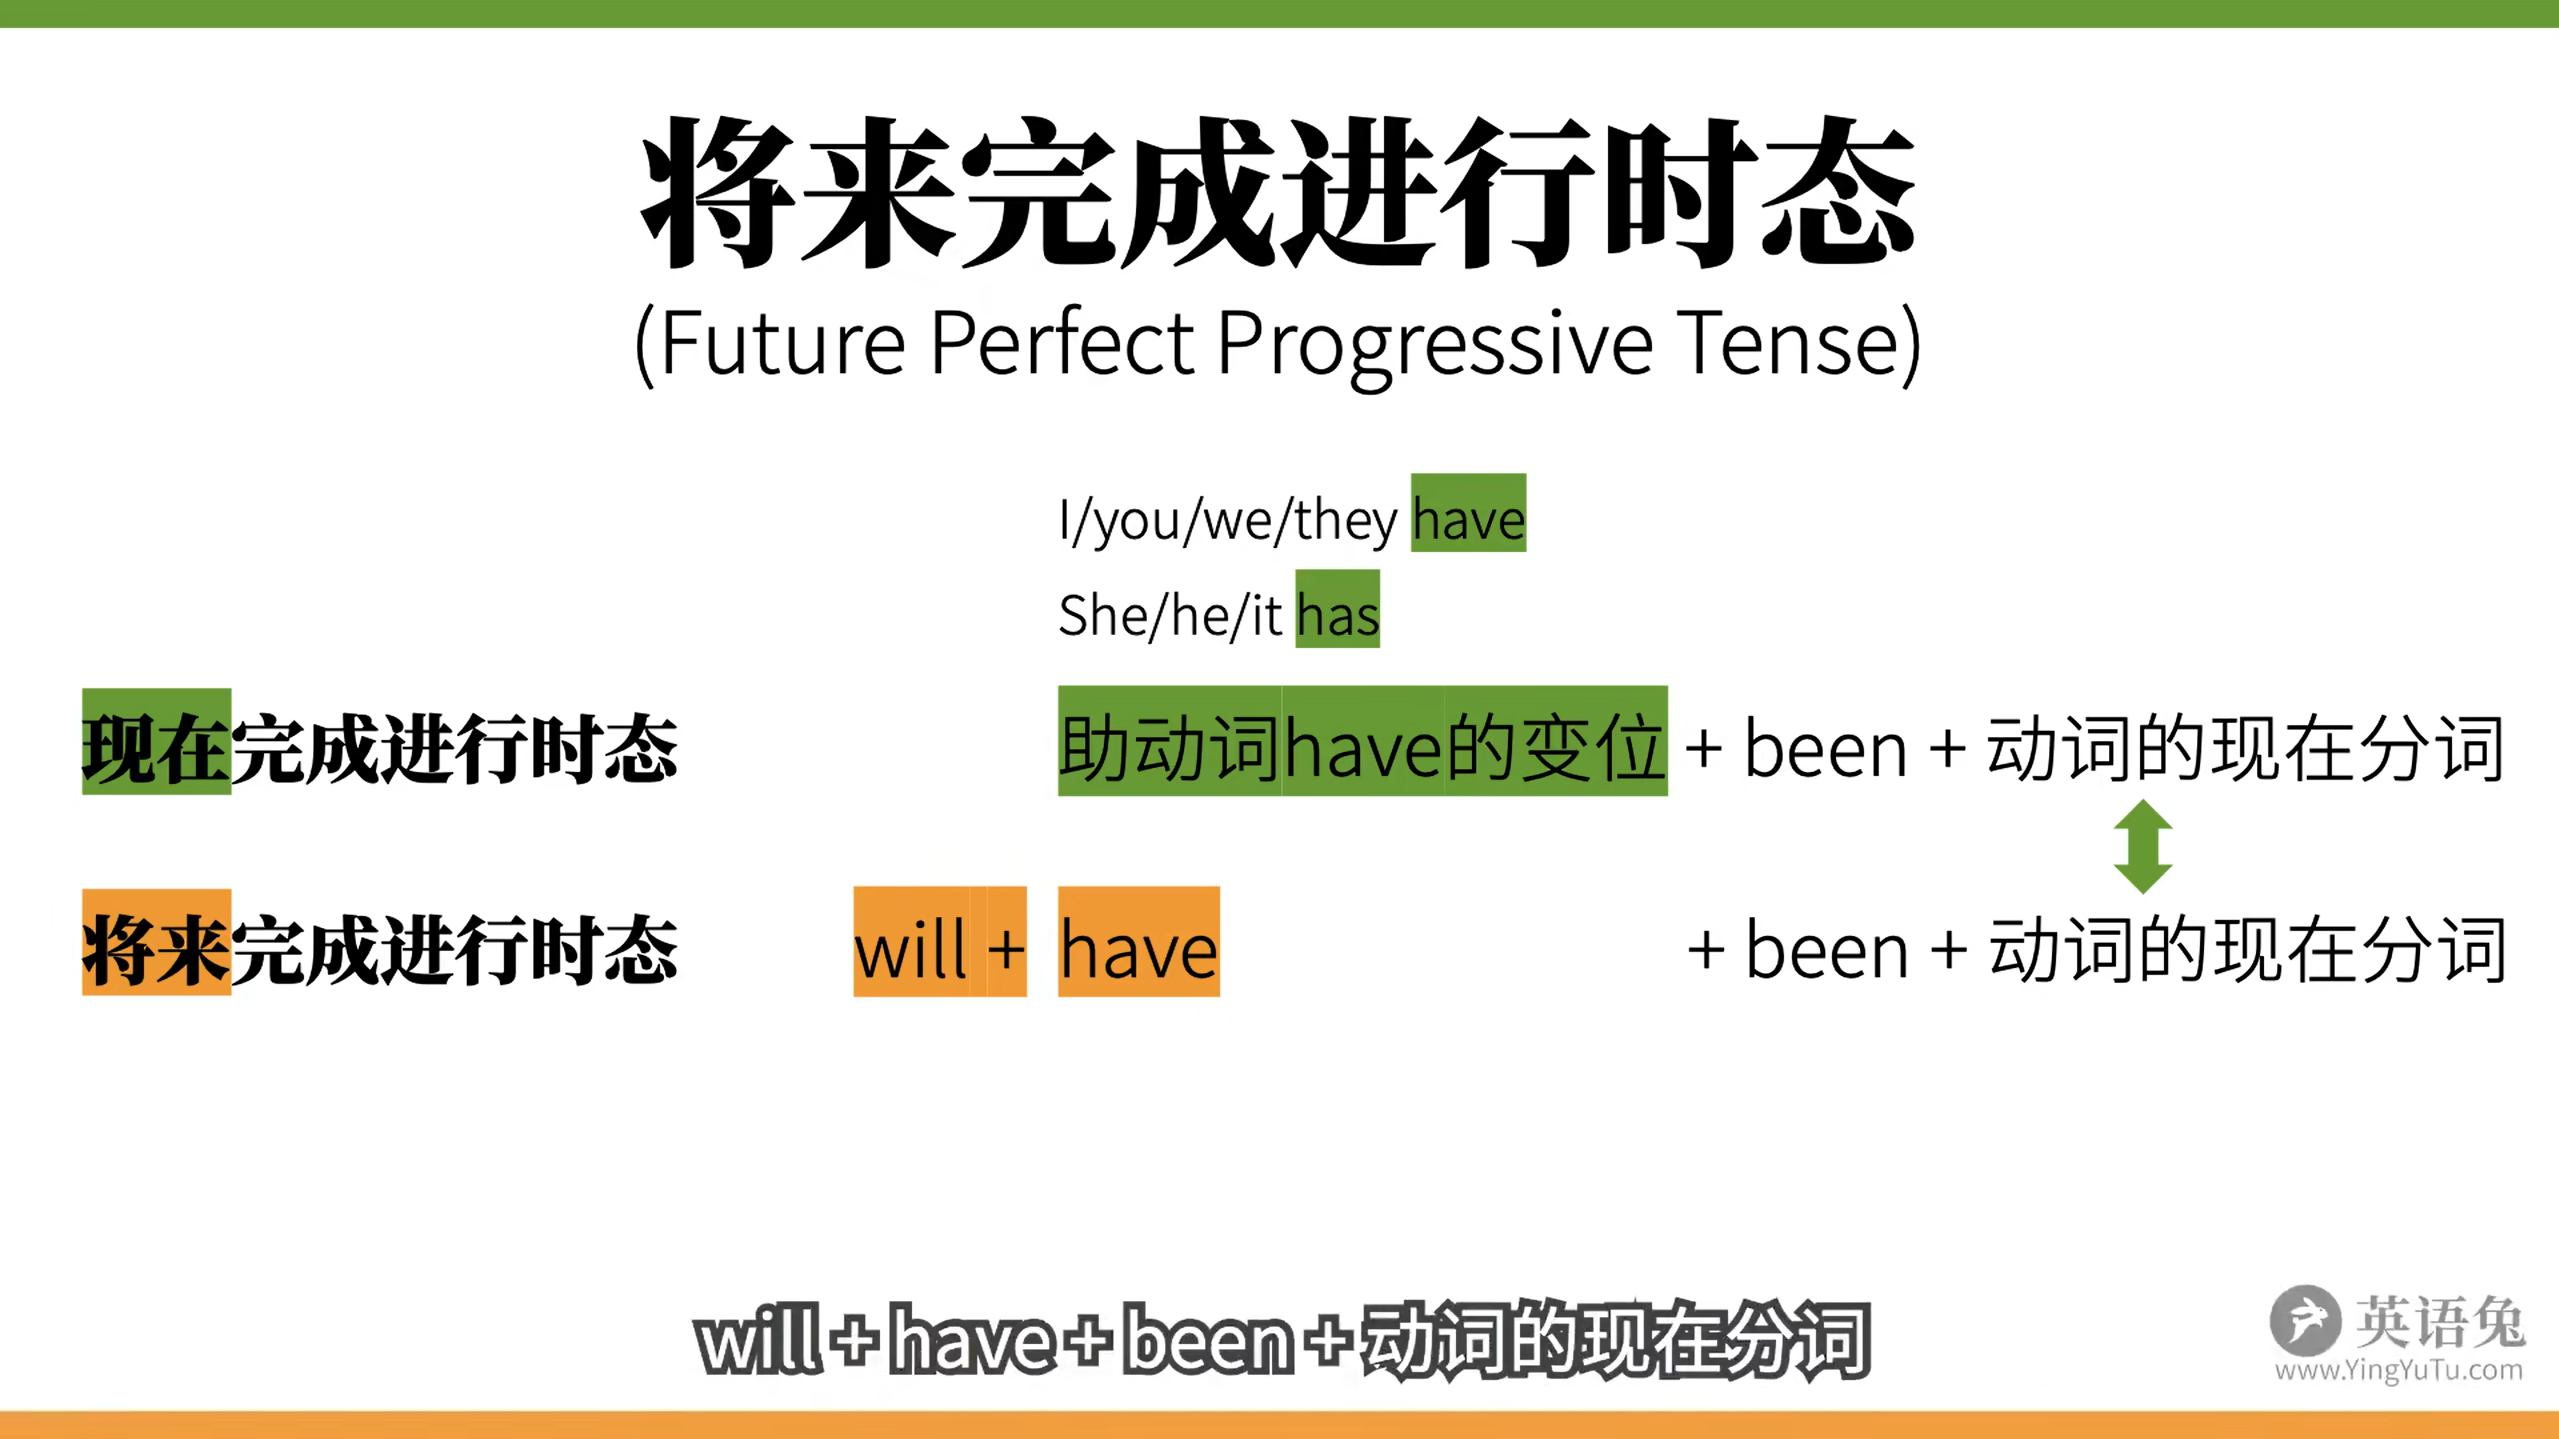 将来完成进行时态
(Future Perfect Progressive Tense)
I/you/we/they have
She/he/it has
现在完成进行时态 助动词have的变位 + been + 动词的现在分词
将来完成进行时态 will + have + been + 动词的现在分词
will + have + been + 动词的现在分词
英语兔
www.YingYuTu.com